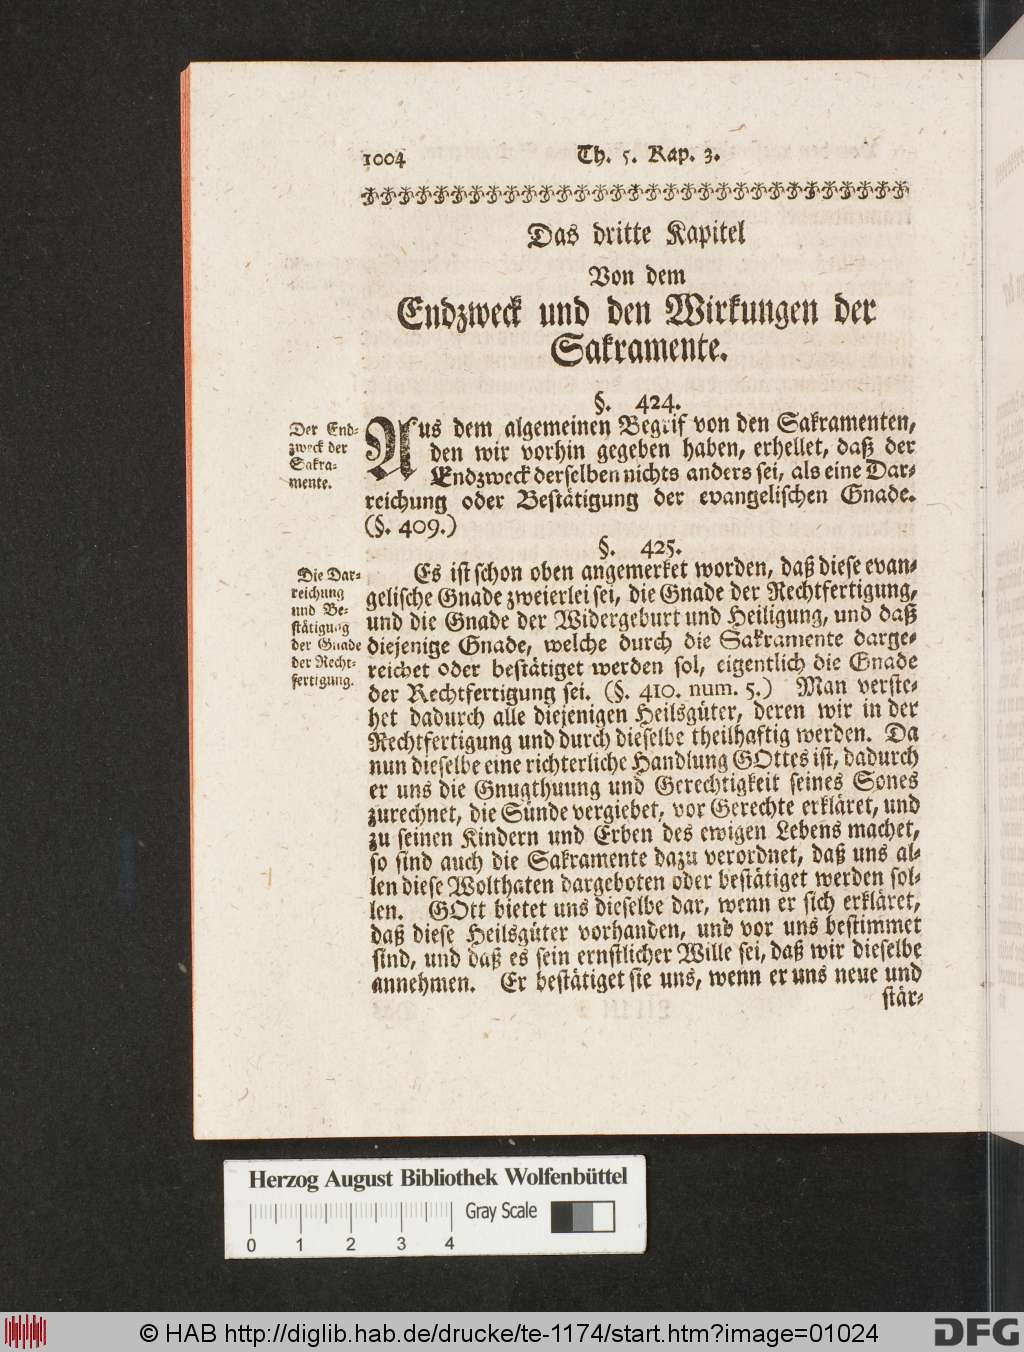 1004
Th. 5. Kap. 3.
Das dritte Kapitel
Von dem
Endzweck und den Wirkungen der
Sakramente.
§. 424.
Der End-
zweck der
Sakra-
mente.
Aus dem algemeinen Begrif von den Sakramenten,
den wir vorhin gegeben haben, erhellet, daß der
Endzweck derselben nichts anders sei, als eine Dar-
reichung oder Bestätigung der evangelischen Gnade.
(§. 409.)
§. 425.
Die Dar-
reichung
und Be-
stätigung
der Gnade
der Recht-
fertigung.
Es ist schon oben angemerket worden, daß diese evan-
gelische Gnade zweierlei sei, die Gnade der Rechtfertigung,
und die Gnade der Widergeburt und Heiligung, und daß
diejenige Gnade, welche durch die Sakramente darge-
reichet oder bestätiget werden sol, eigentlich die Gnade
der Rechtfertigung sei. (§. 410. num. 5.) Man verste-
het dadurch alle diejenigen Heilsgüter, deren wir in der
Rechtfertigung und durch dieselbe theilhaftig werden. Da
nun dieselbe eine richterliche Handlung GOttes ist, dadurch
er uns die Gnugthuung und Gerechtigkeit seines Sones
zurechnet, die Sünde vergiebet, vor Gerechte erkläret, und
zu seinen Kindern und Erben des ewigen Lebens machet,
so sind auch die Sakramente dazu verordnet, daß uns al-
len diese Wolthaten dargeboten oder bestätiget werden sol-
len. GOtt bietet uns dieselbe dar, wenn er sich erkläret,
daß diese Heilsgüter vorhanden, und vor uns bestimmet
sind, und daß es sein ernstlicher Wille sei, daß wir dieselbe
annehmen. Er bestätiget sie uns, wenn er uns neue und
stär-
Herzog August Bibliothek Wolfenbüttel
Gray Scale
0 1 2 3 4
© HAB http://diglib.hab.de/drucke/te-1174/start.htm?image=01024
DFG